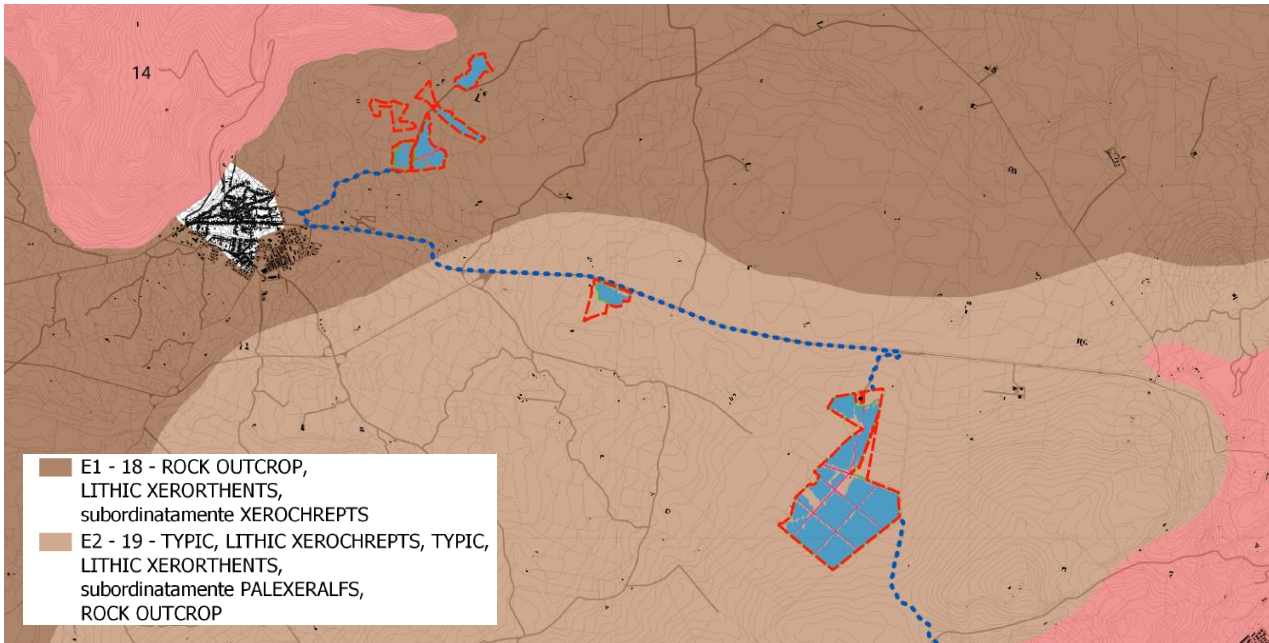 14
E1 - 18 - ROCK OUTCROP,
LITHIC XERORTHENTS,
subordinatamente XEROCHREPTS
E2 - 19 - TYPIC, LITHIC XEROCHREPTS, TYPIC,
LITHIC XERORTHENTS,
subordinatamente PALEXERALFS,
ROCK OUTCROP